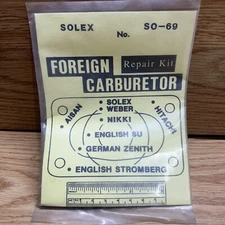 SOLEX No. SO-69
FOREIGN Repair Kit
CARBURETOR
AISAN
SOLEX
WEBER
HITACHI
NIKKI
ENGLISH SU
GERMAN ZENITH
ENGLISH STROMBERG